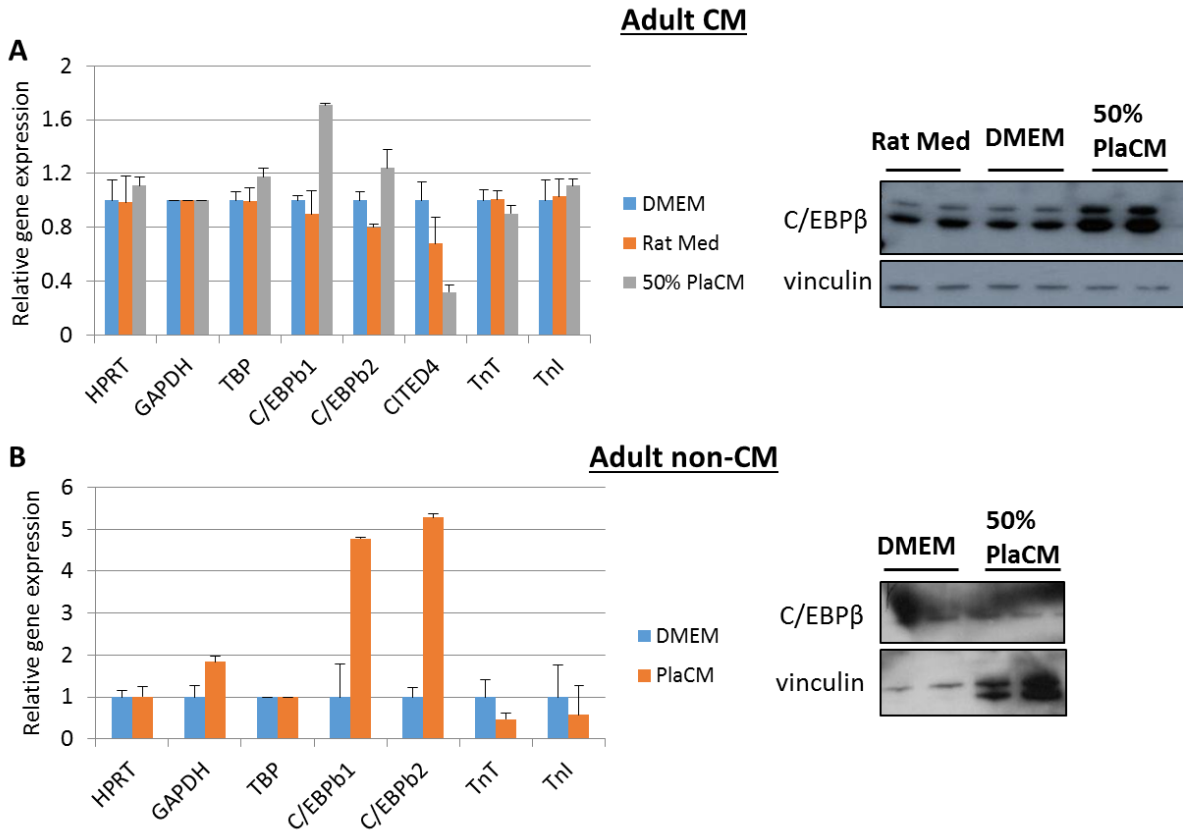 Adult CM
A
Relative gene expression
2
1.6
1.2
0.8
0.4
0
HPRT
GAPDH
TBP
C/EBPb1
C/EBPb2
CITED4
TnT
TnI
DMEM
Rat Med
50% PlaCM
Rat Med
DMEM
50%
PlaCM
C/EBPβ
vinculin
B
Adult non-CM
Relative gene expression
6
5
4
3
2
1
0
HPRT
GAPDH
TBP
C/EBPb1
C/EBPb2
TnT
TnI
DMEM
PlaCM
DMEM
50%
PlaCM
C/EBPβ
vinculin